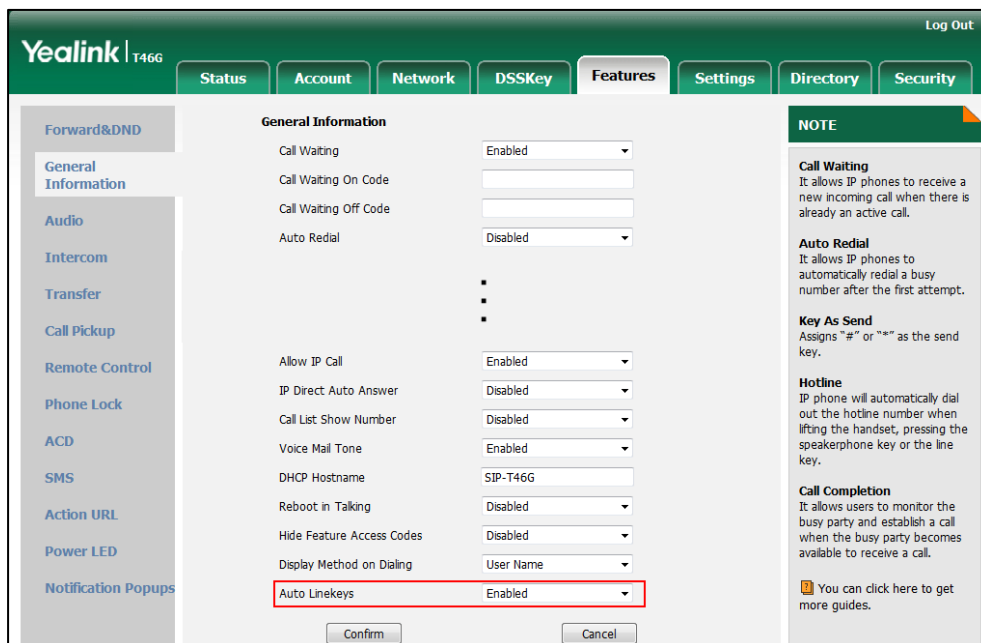 Log Out
Yealink | T46G
Status
Account
Network
DSSKey
Features
Settings
Directory
Security
Forward&DND
General
Information
Audio
Intercom
Transfer
Call Pickup
Remote Control
Phone Lock
ACD
SMS
Action URL
Power LED
Notification Popups
General Information
Call Waiting Enabled
Call Waiting On Code
Call Waiting Off Code
Auto Redial Disabled
Allow IP Call Enabled
IP Direct Auto Answer Disabled
Call List Show Number Disabled
Voice Mail Tone Enabled
DHCP Hostname SIP-T46G
Reboot in Talking Disabled
Hide Feature Access Codes Disabled
Display Method on Dialing User Name
Auto Linekeys Enabled
Confirm Cancel
NOTE
Call Waiting
It allows IP phones to receive a
new incoming call when there is
already an active call.
Auto Redial
It allows IP phones to
automatically redial a busy
number after the first attempt.
Key As Send
Assigns "#" or "*" as the send
key.
Hotline
IP phone will automatically dial
out the hotline number when
lifting the handset, pressing the
speakerphone key or the line
key.
Call Completion
It allows users to monitor the
busy party and establish a call
when the busy party becomes
available to receive a call.
You can click here to get
more guides.